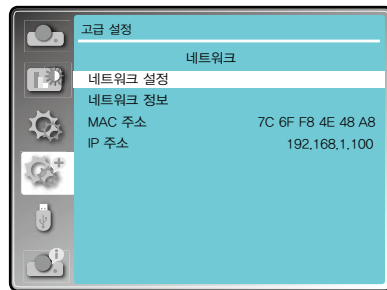 고급 설정
네트워크
네트워크 설정
네트워크 정보
MAC 주소 7C 6F F8 4E 48 A8
IP 주소 192.168.1.100